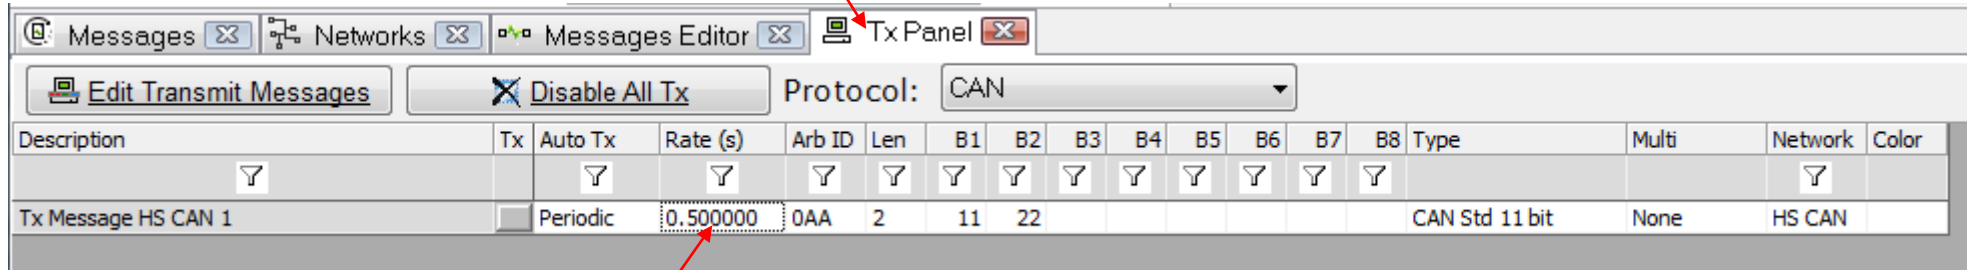 Messages Networks Messages Editor Tx Panel
Edit Transmit Messages Disable All Tx Protocol: CAN
Description Tx Auto Tx Rate (s) Arb ID Len B1 B2 B3 B4 B5 B6 B7 B8 Type Multi Network Color
Tx Message HS CAN 1 Periodic 0.500000 0AA 2 11 22 CAN Std 11 bit None HS CAN